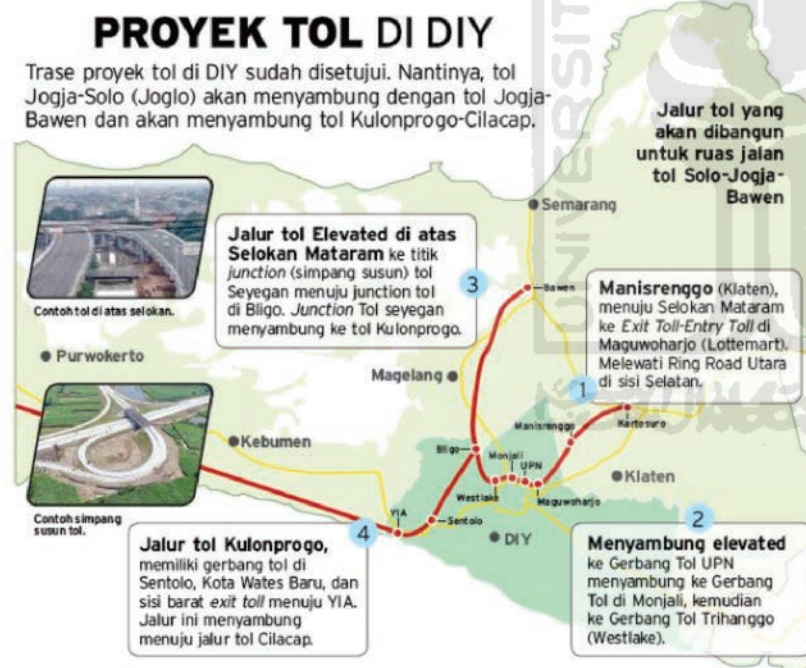 PROYEK TOL DI DIY
Trase proyek tol di DIY sudah disetujui. Nantinya, tol
Jogja-Solo (Joglo) akan menyambung dengan tol Jogja-
Bawen dan akan menyambung tol Kulonprogo-Cilacap.
Jalur tol yang
akan dibangun
untuk ruas jalan
tol Solo-Jogja-
Bawen
UNIVERSIT
Contoh tol di atas selokan.
Jalur tol Elevated di atas
Selokan Mataram ke titik
junction (simpang susun) tol
Seyegan menuju junction tol
di Bligo. Junction Tol seyegan
menyambung ke tol Kulonprogo.
3
Semarang
Bawen
Manisrenggo (Klaten),
menuju Selokan Mataram
ke Exit Toll-Entry Toll di
Maguwoharjo (Lottemart).
Melewati Ring Road Utara
di sisi Selatan.
1
Purwokerto
Magelang
Kebumen
Manisrenggo
Kartosuro
Bligo
Monjali
UPN
Westlake
Maguwoharjo
Klaten
YIA
Sentolo
DIY
Contoh simpang
susun tol.
4
Jalur tol Kulonprogo,
memiliki gerbang tol di
Sentolo, Kota Wates Baru, dan
sisi barat exit toll menuju YIA.
Jalur ini menyambung
menuju jalur tol Cilacap.
2
Menyambung elevated
ke Gerbang Tol UPN
menyambung ke Gerbang
Tol di Monjali, kemudian
ke Gerbang Tol Trihanggo
(Westlake).